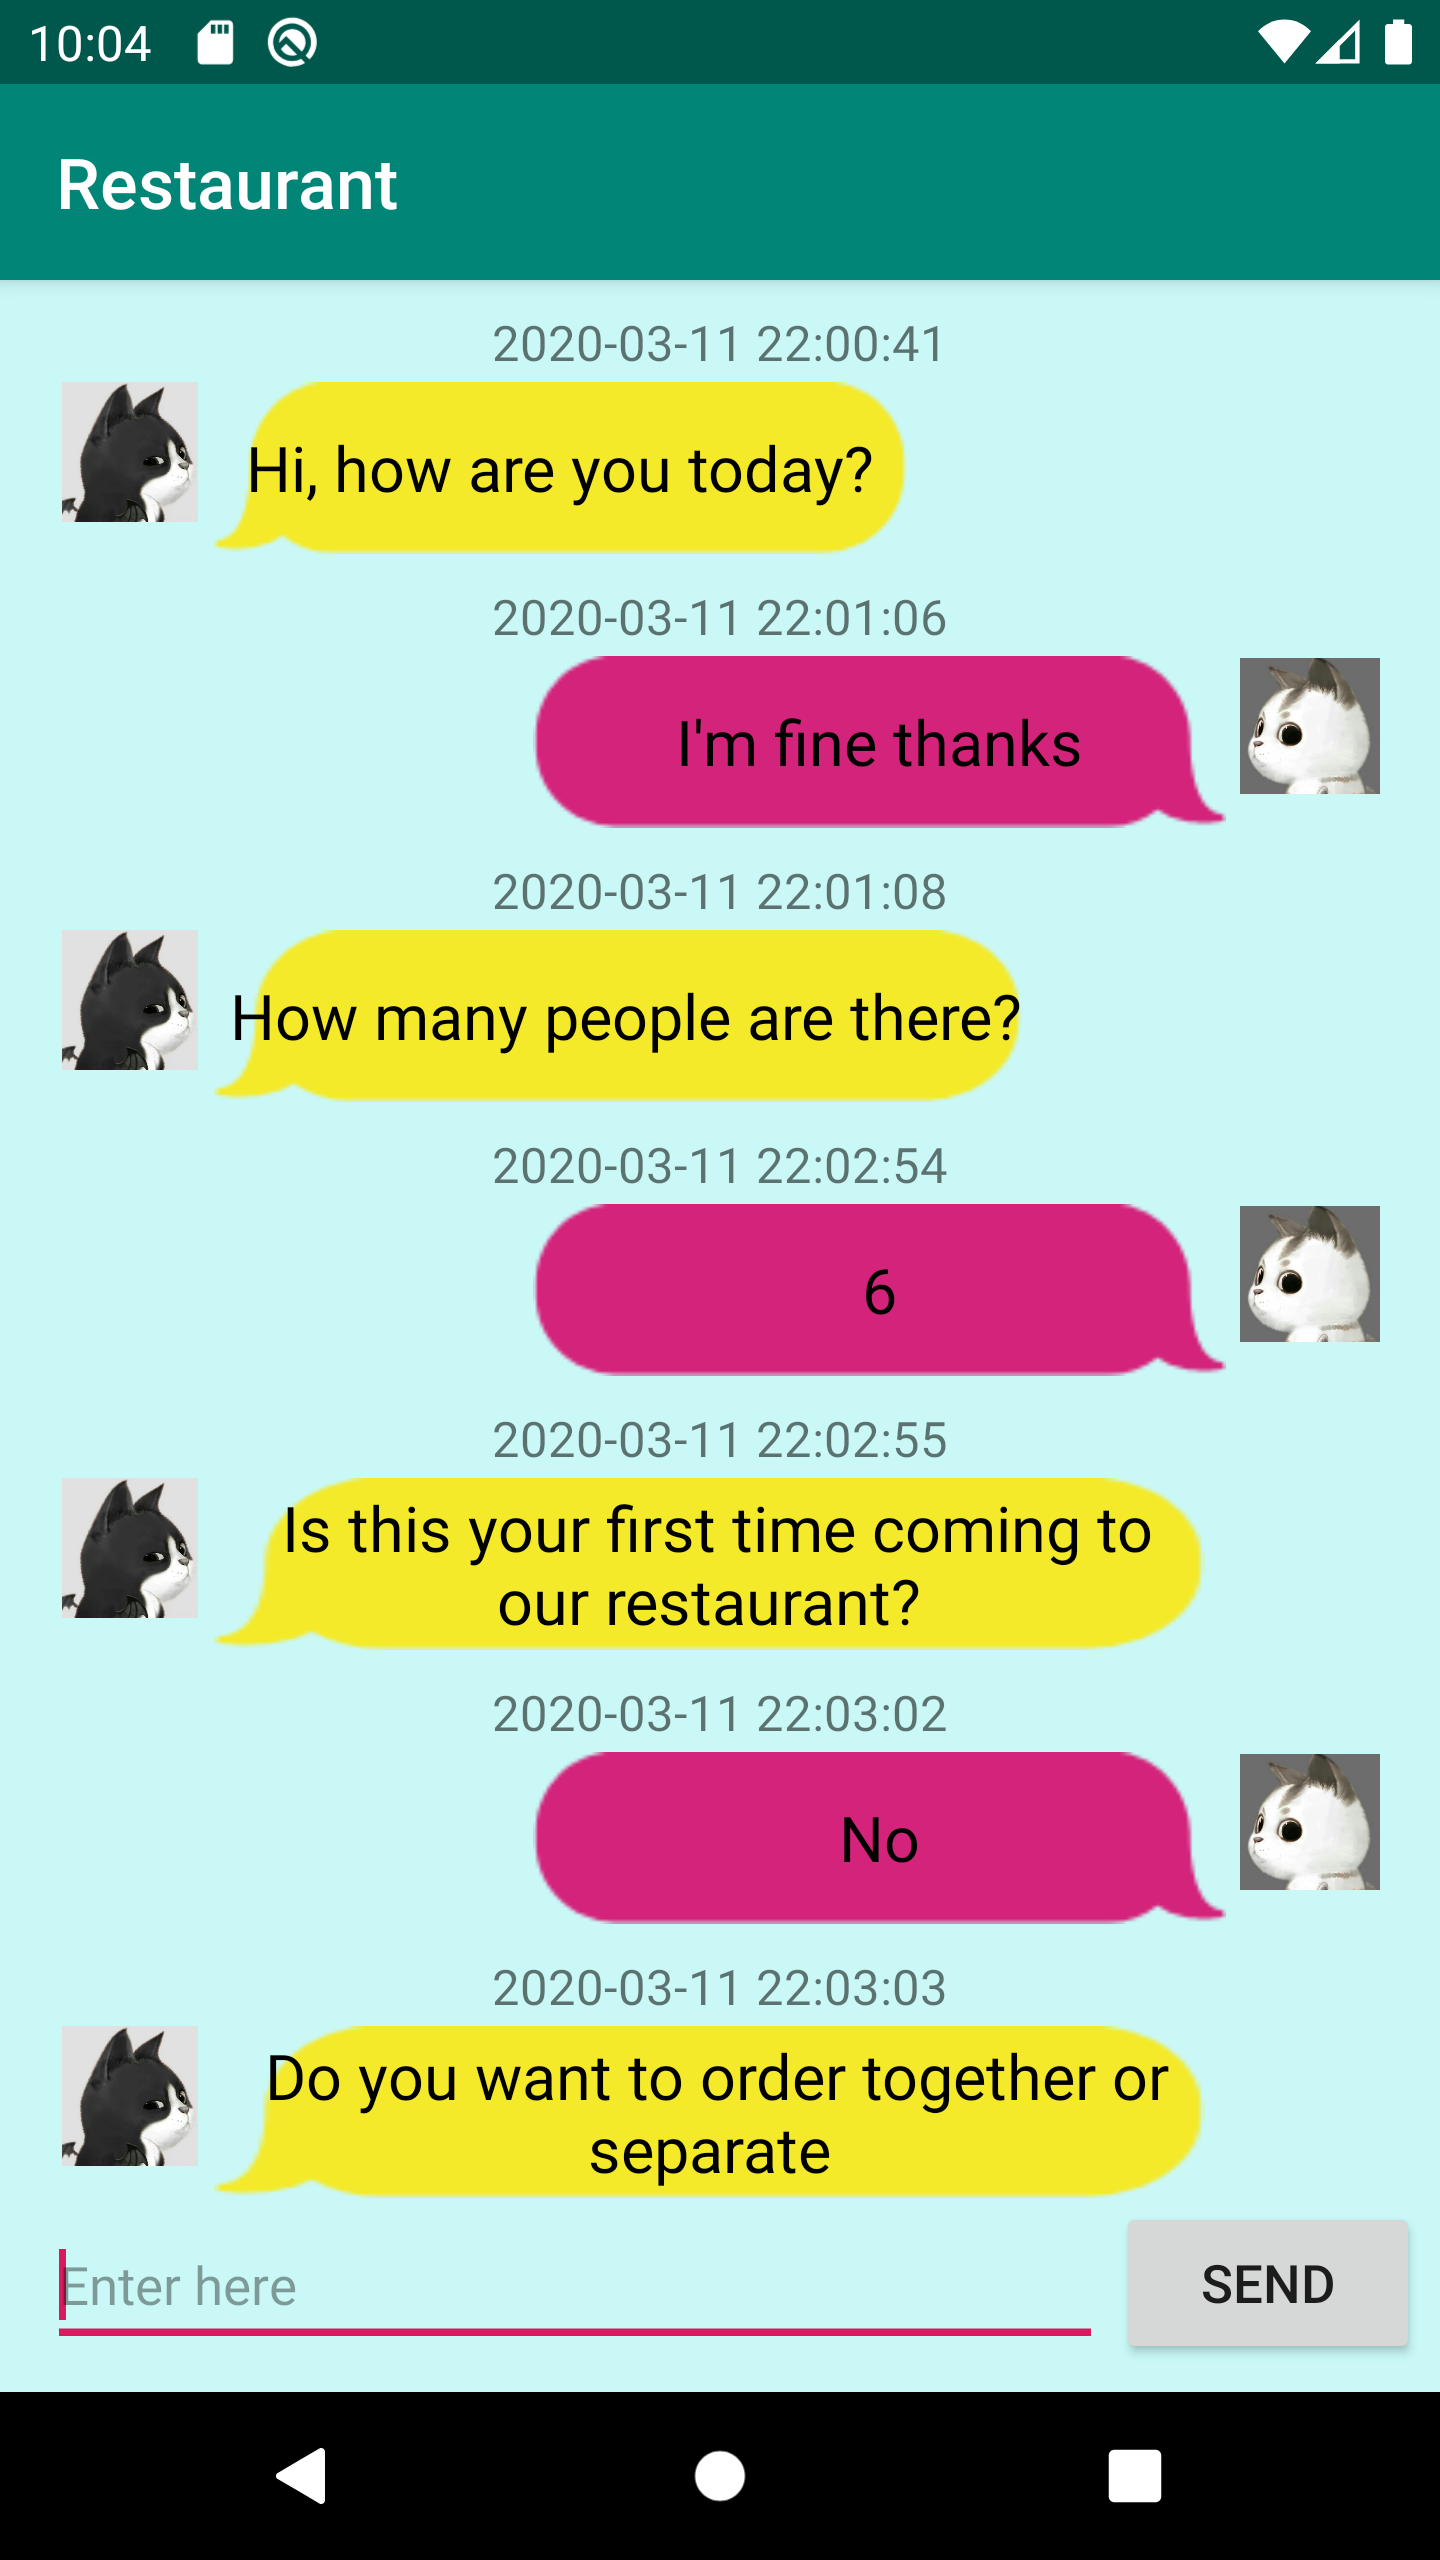 10:04
Restaurant
2020-03-11 22:00:41
Hi, how are you today?
2020-03-11 22:01:06
I'm fine thanks
2020-03-11 22:01:08
How many people are there?
2020-03-11 22:02:54
6
2020-03-11 22:02:55
Is this your first time coming to
our restaurant?
2020-03-11 22:03:02
No
2020-03-11 22:03:03
Do you want to order together or
separate
Enter here
SEND